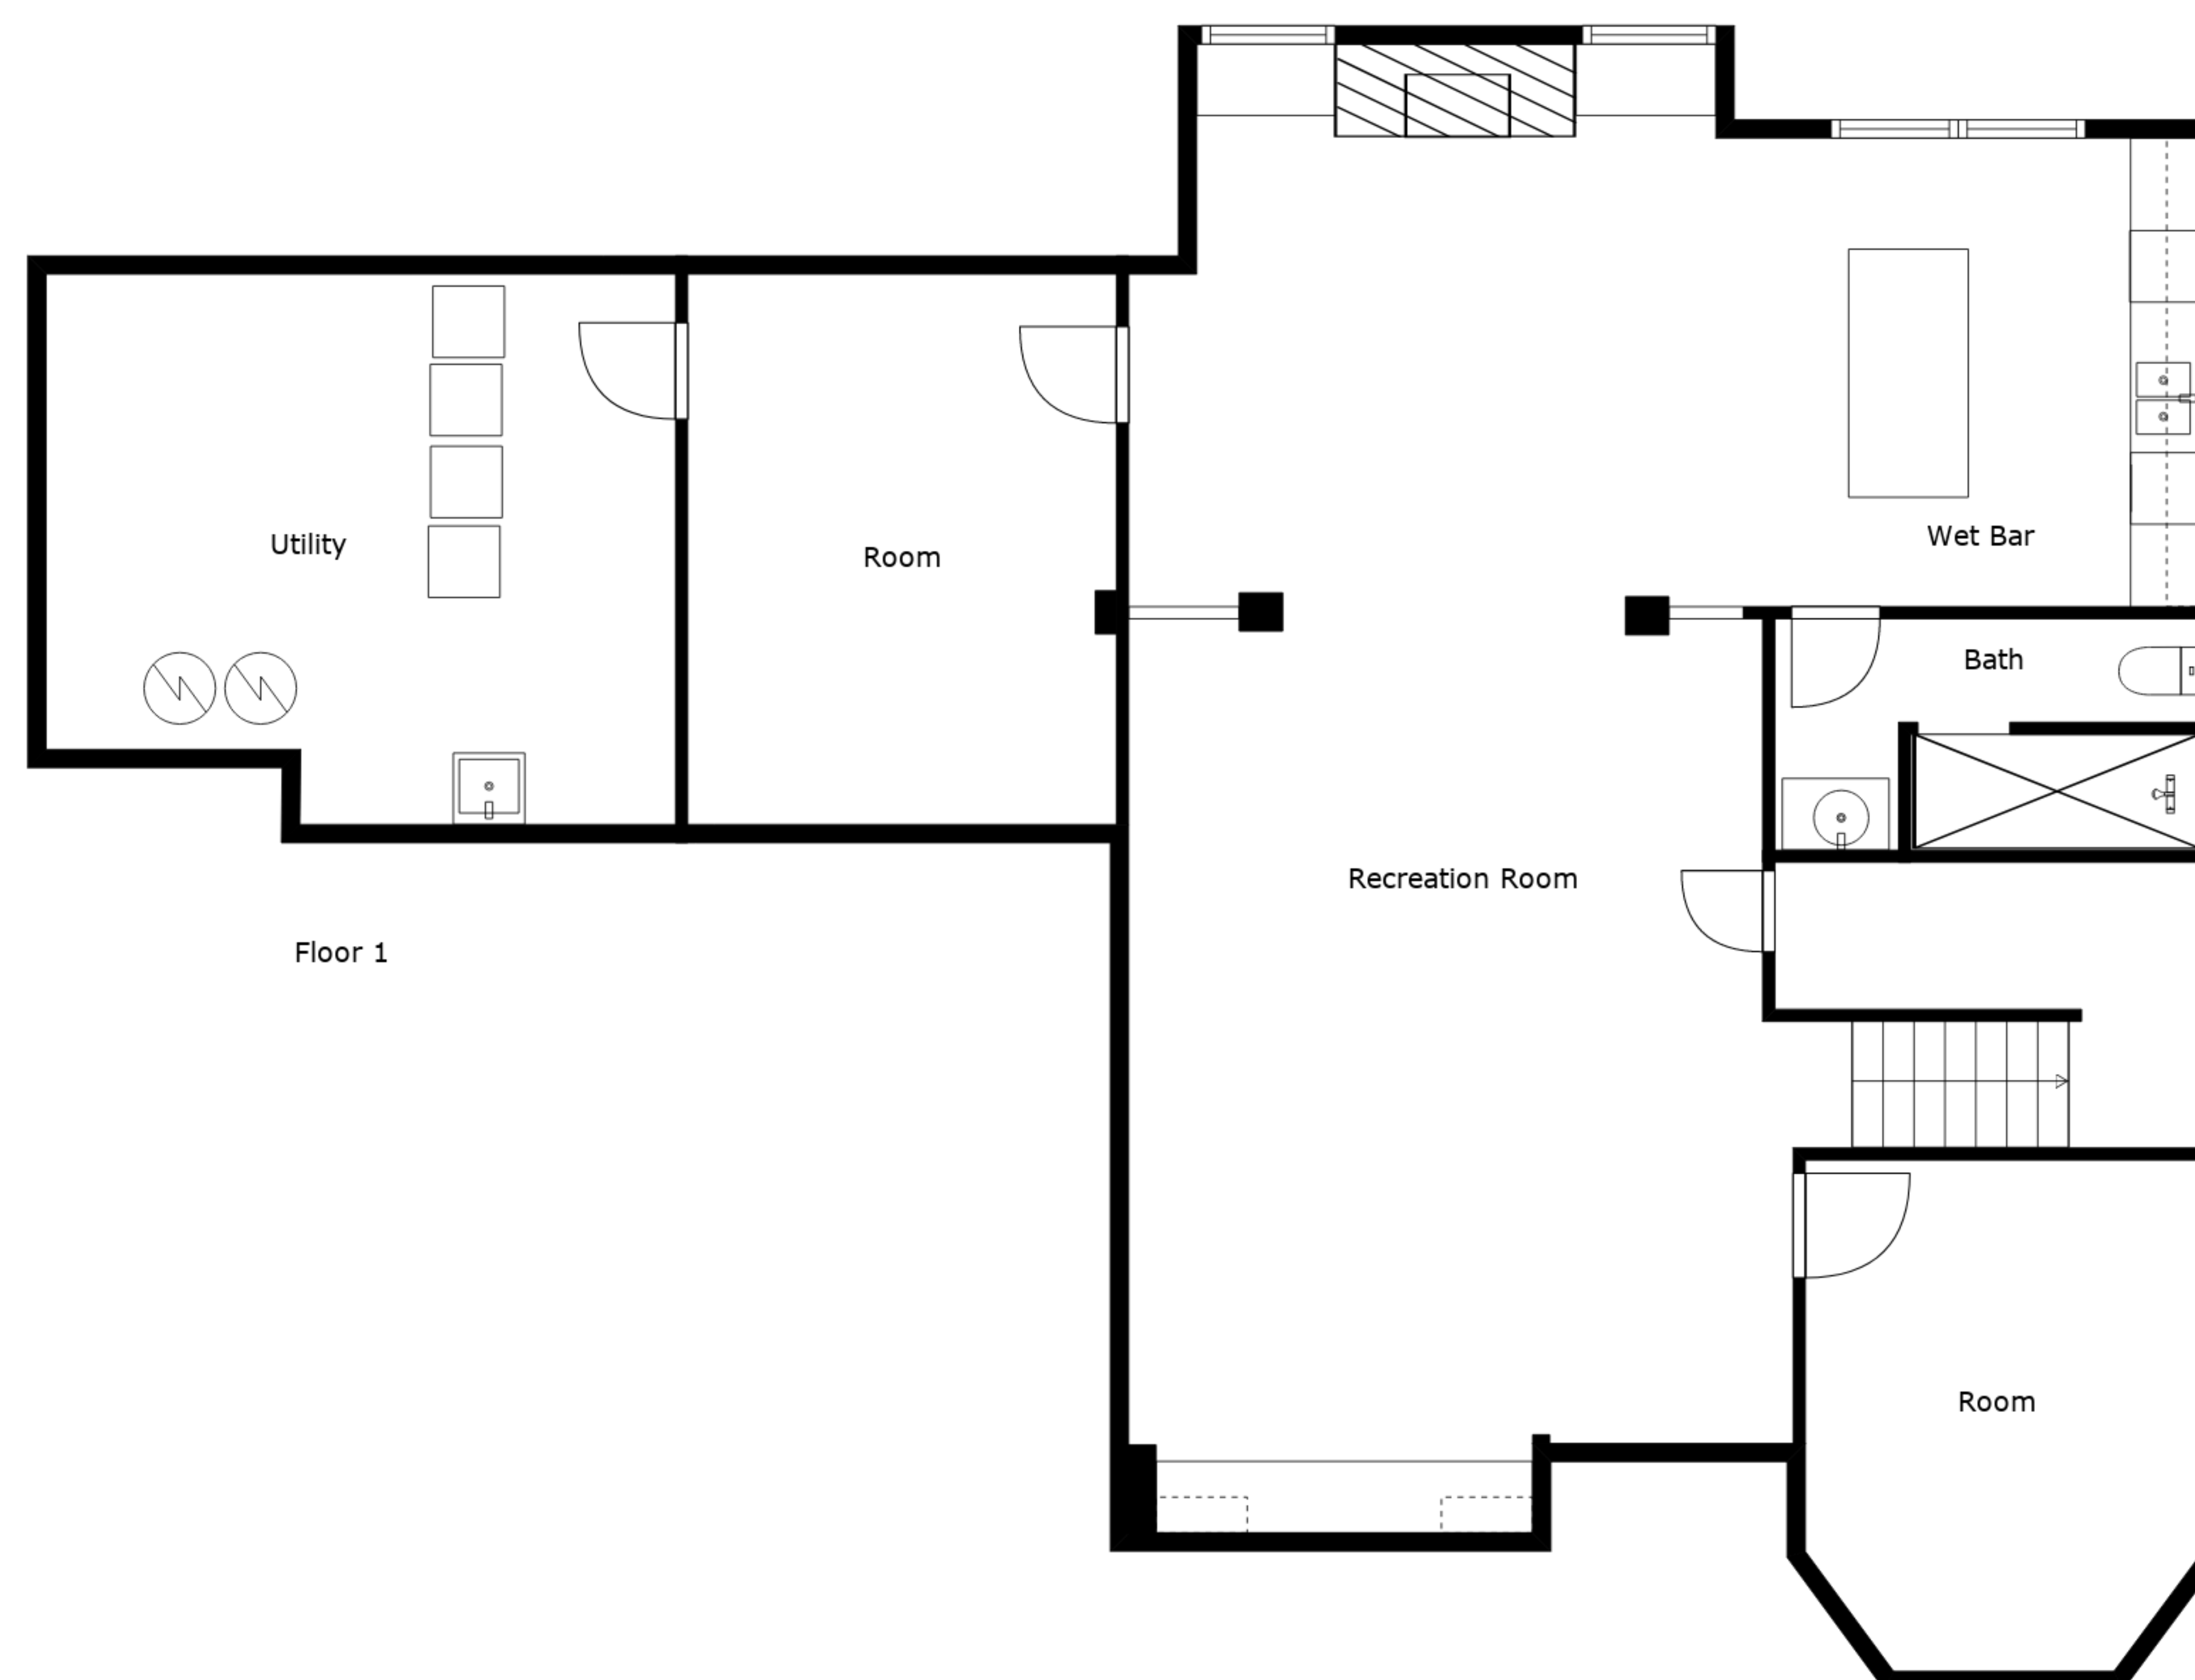 Wet Bar
Utility
Room
Bath
Recreation Room
Floor 1
Room